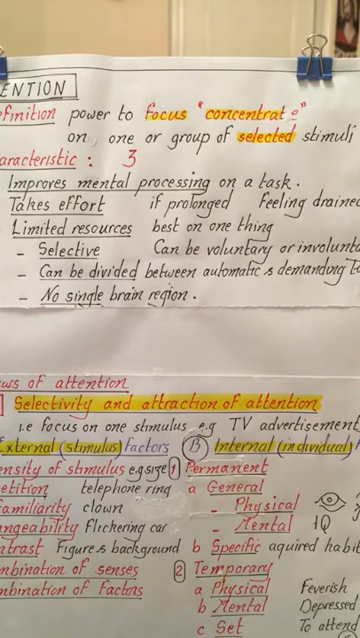 ENTION
efinition power to focus "concentrat e"
on one or group of selected stimuli
aracteristic : 3
Improves mental processing on a task.
Takes effort if prolonged Feeling drained
Limited resources best on one thing
- Selective Can be voluntary or involunta
- Can be divided between automatic & demanding ta
- No single brain region.
aws of attention
Selectivity and attraction of attention
i.e focus on one stimulus e.g TV advertisement
External (stimulus) Factors B Internal (individual) F
ensity of stimulus e.g size 1 Permanent
etition telephone ring a General
amiliarity clown - Physical
angeability Flickering car - Mental IQ
ntrast Figure & background b Specific aquired habit
mbination of senses 2 Temporary
mbination of factors a Physical Feverish
b Mental Depressed
c Set To attend